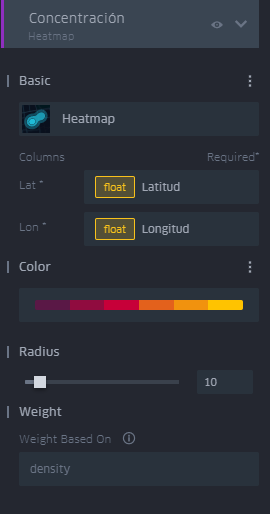 Concentración
Heatmap
Basic
Heatmap
Columns Required*
Lat * float Latitud
Lon * float Longitud
Color
Radius
10
Weight
Weight Based On
density